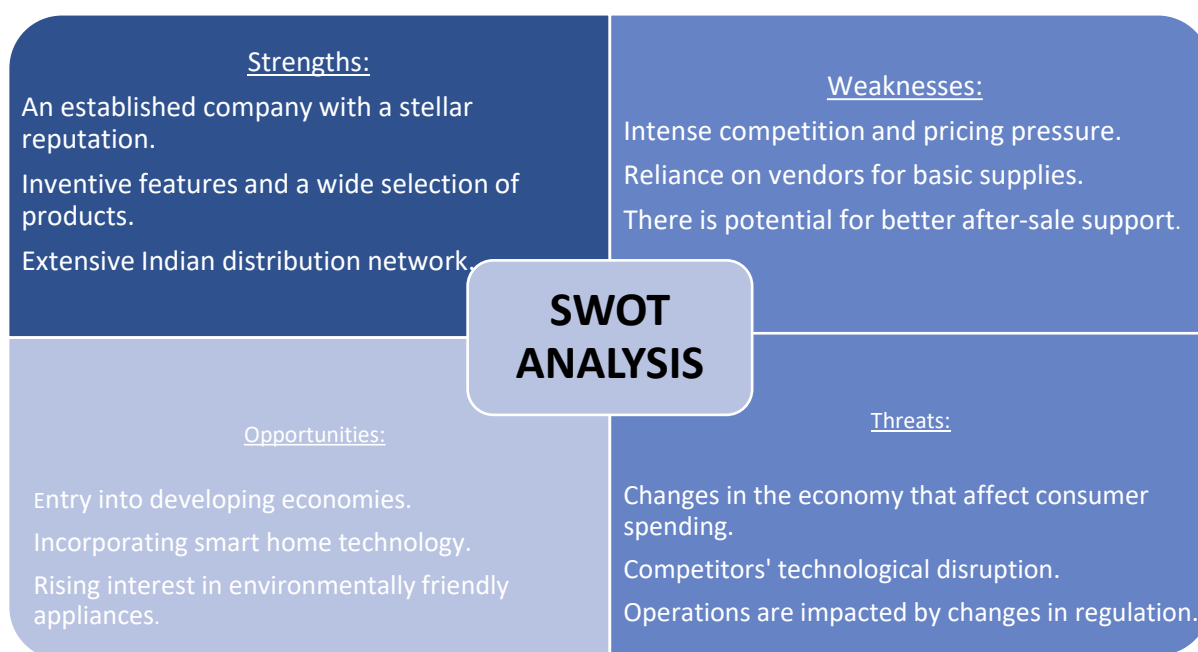 Strengths:
An established company with a stellar
reputation.
Inventive features and a wide selection of
products.
Extensive Indian distribution network.
Weaknesses:
Intense competition and pricing pressure.
Reliance on vendors for basic supplies.
There is potential for better after-sale support.
SWOT
ANALYSIS
Opportunities:
Entry into developing economies.
Incorporating smart home technology.
Rising interest in environmentally friendly
appliances.
Threats:
Changes in the economy that affect consumer
spending.
Competitors' technological disruption.
Operations are impacted by changes in regulation.